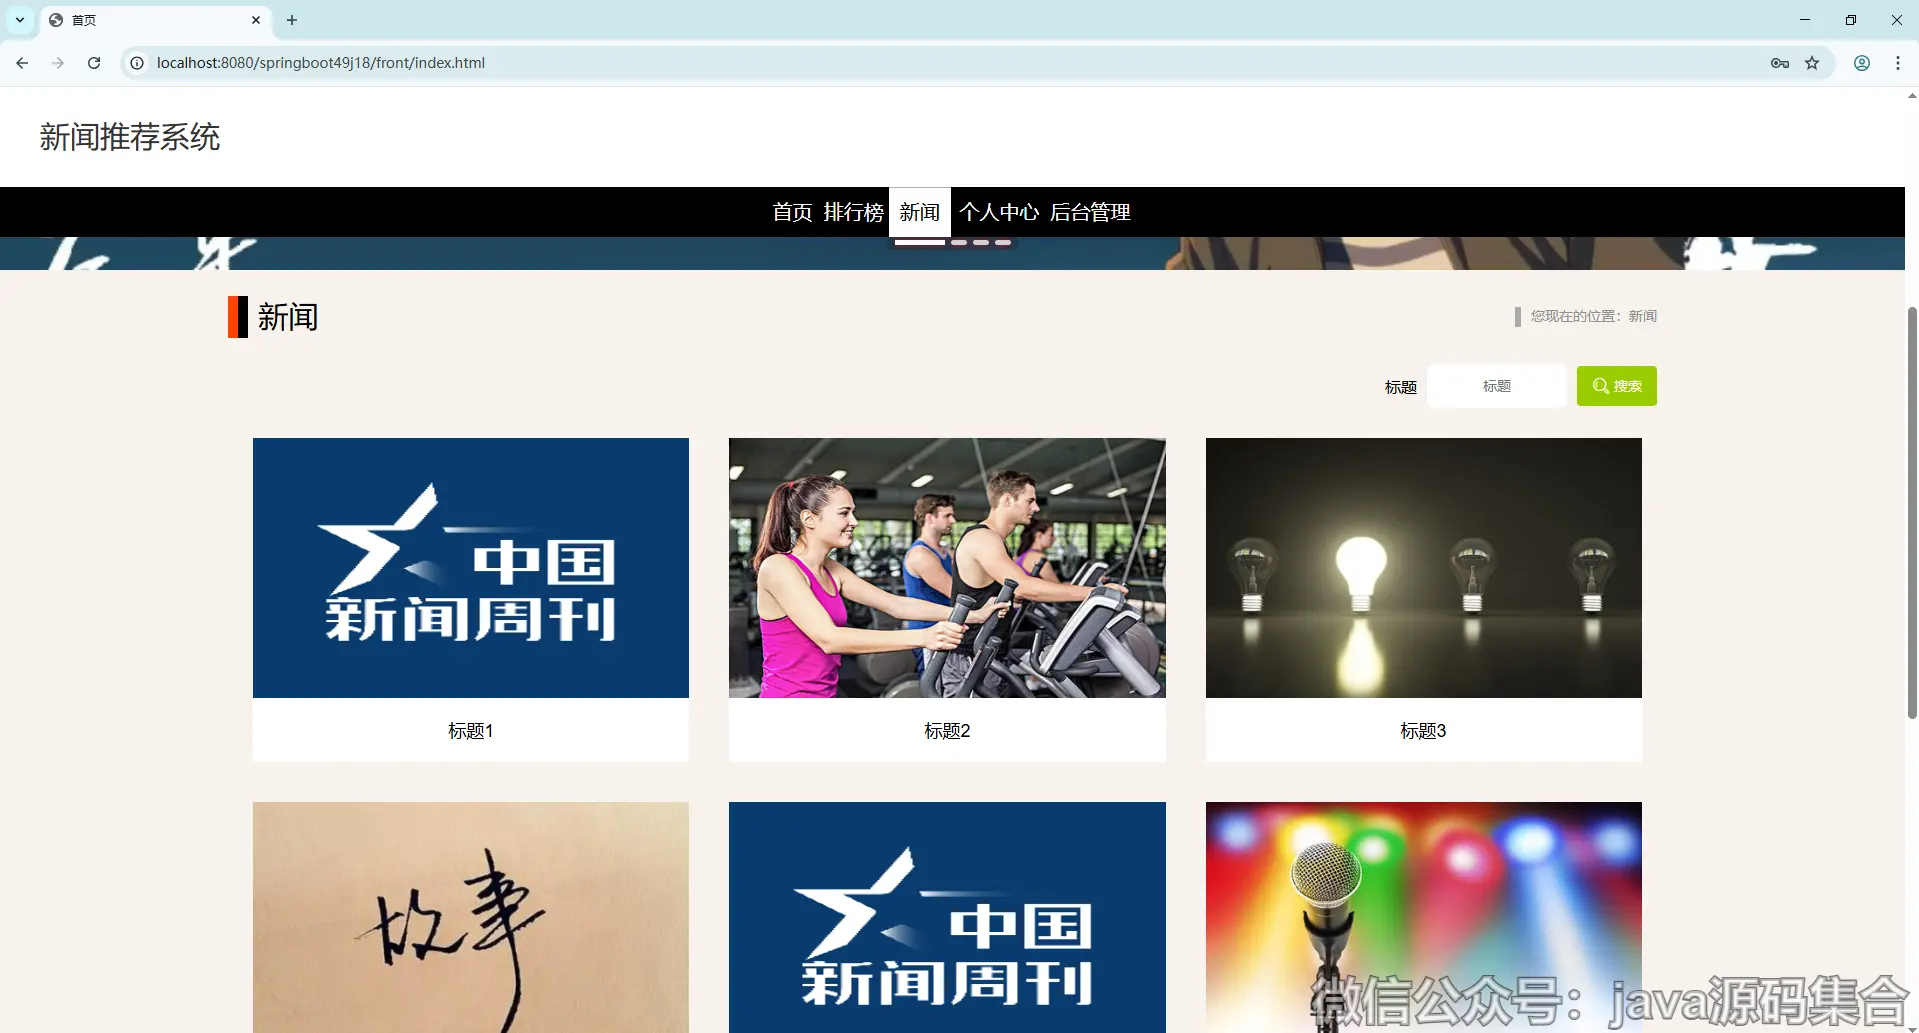 首页
localhost:8080/springboot49j18/front/index.html
新闻推荐系统
首页 排行榜 新闻 个人中心 后台管理
新闻
您现在的位置：新闻
标题 标题 搜索
中国
新闻周刊
标题1 标题2 标题3
故事
中国
新闻周刊
微信公众号：java源码集合